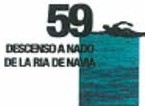 59
DESCENSO A NADO
DE LA RIA DE NAVIA